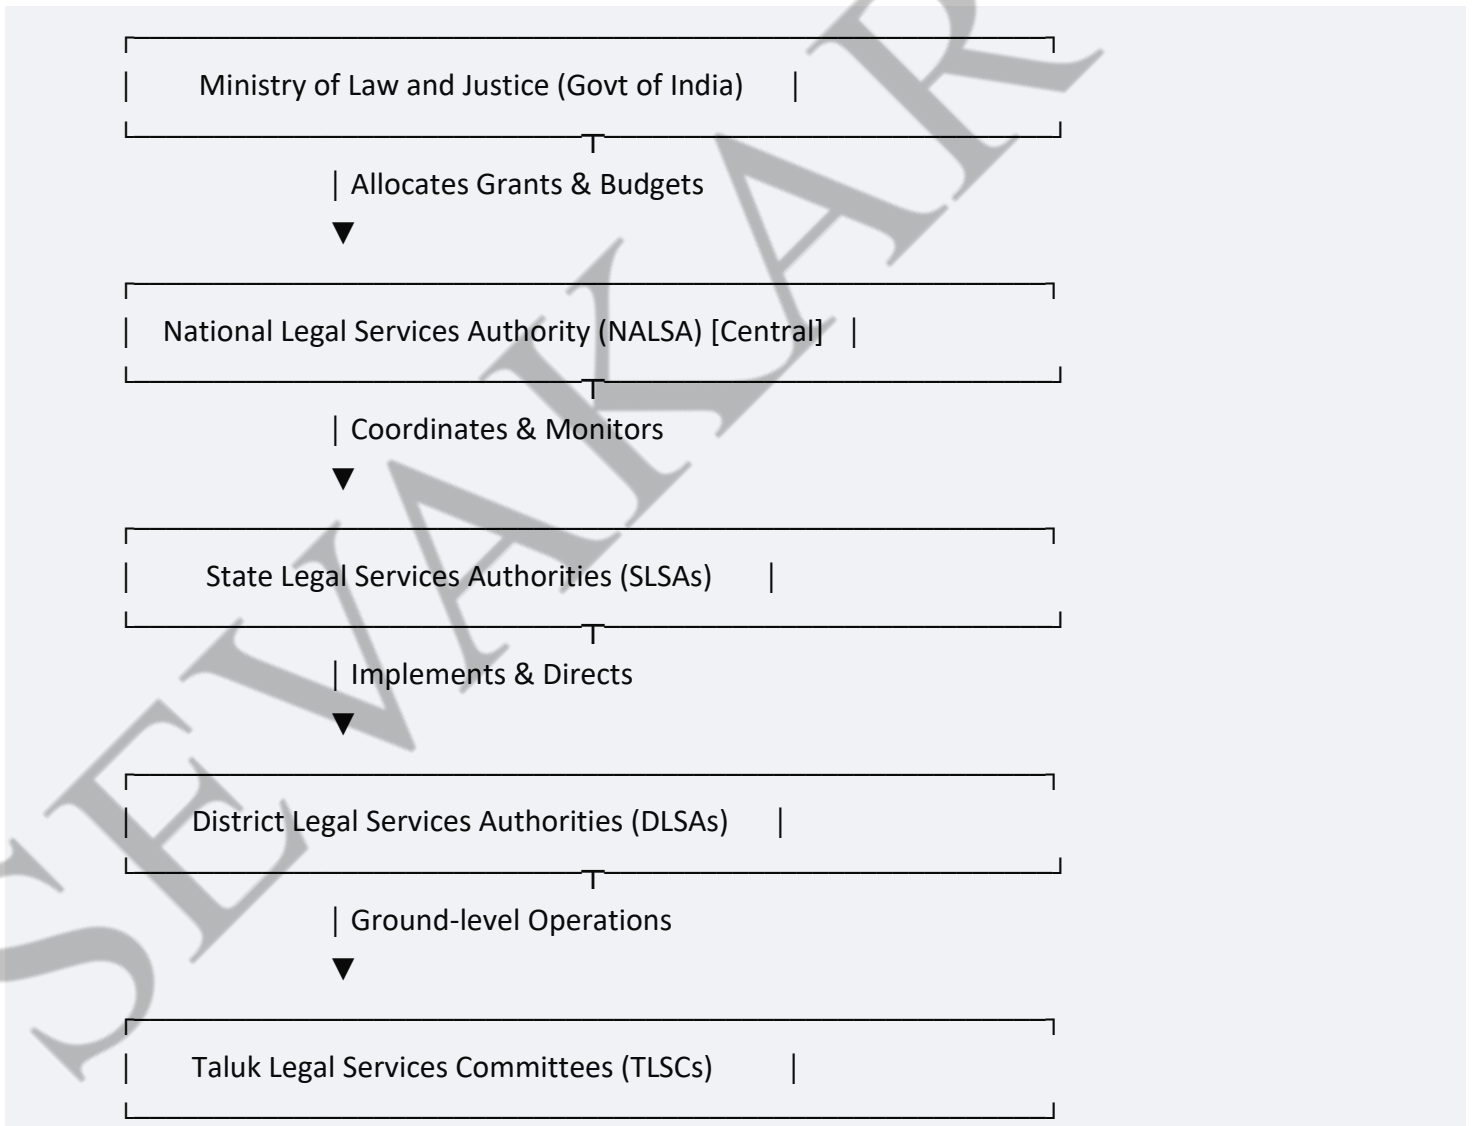 Ministry of Law and Justice (Govt of India)
| Allocates Grants & Budgets
▼
National Legal Services Authority (NALSA) [Central]
| Coordinates & Monitors
▼
State Legal Services Authorities (SLSAs)
| Implements & Directs
▼
District Legal Services Authorities (DLSAs)
| Ground-level Operations
▼
Taluk Legal Services Committees (TLSCs)
SEVAKAR